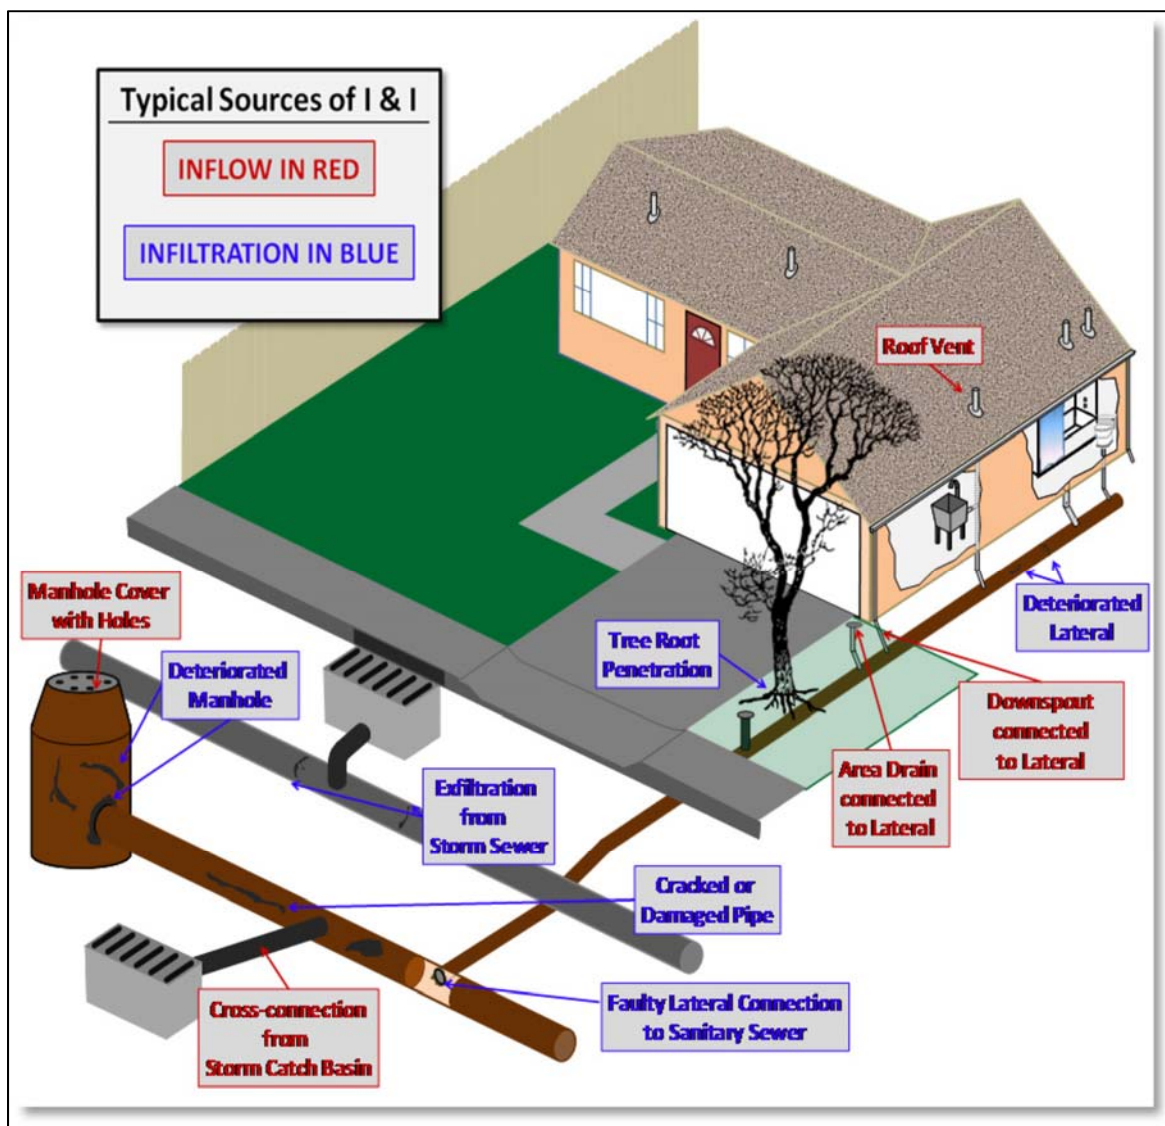 Typical Sources of I & I
INFLOW IN RED
INFILTRATION IN BLUE
Roof Vent
Manhole Cover
with Holes
Deteriorated
Manhole
Tree Root
Penetration
Deteriorated
Lateral
Downspout
connected
to Lateral
Area Drain
connected
to Lateral
Exfiltration
from
Storm Sewer
Cracked or
Damaged Pipe
Cross-connection
from
Storm Catch Basin
Faulty Lateral Connection
to Sanitary Sewer